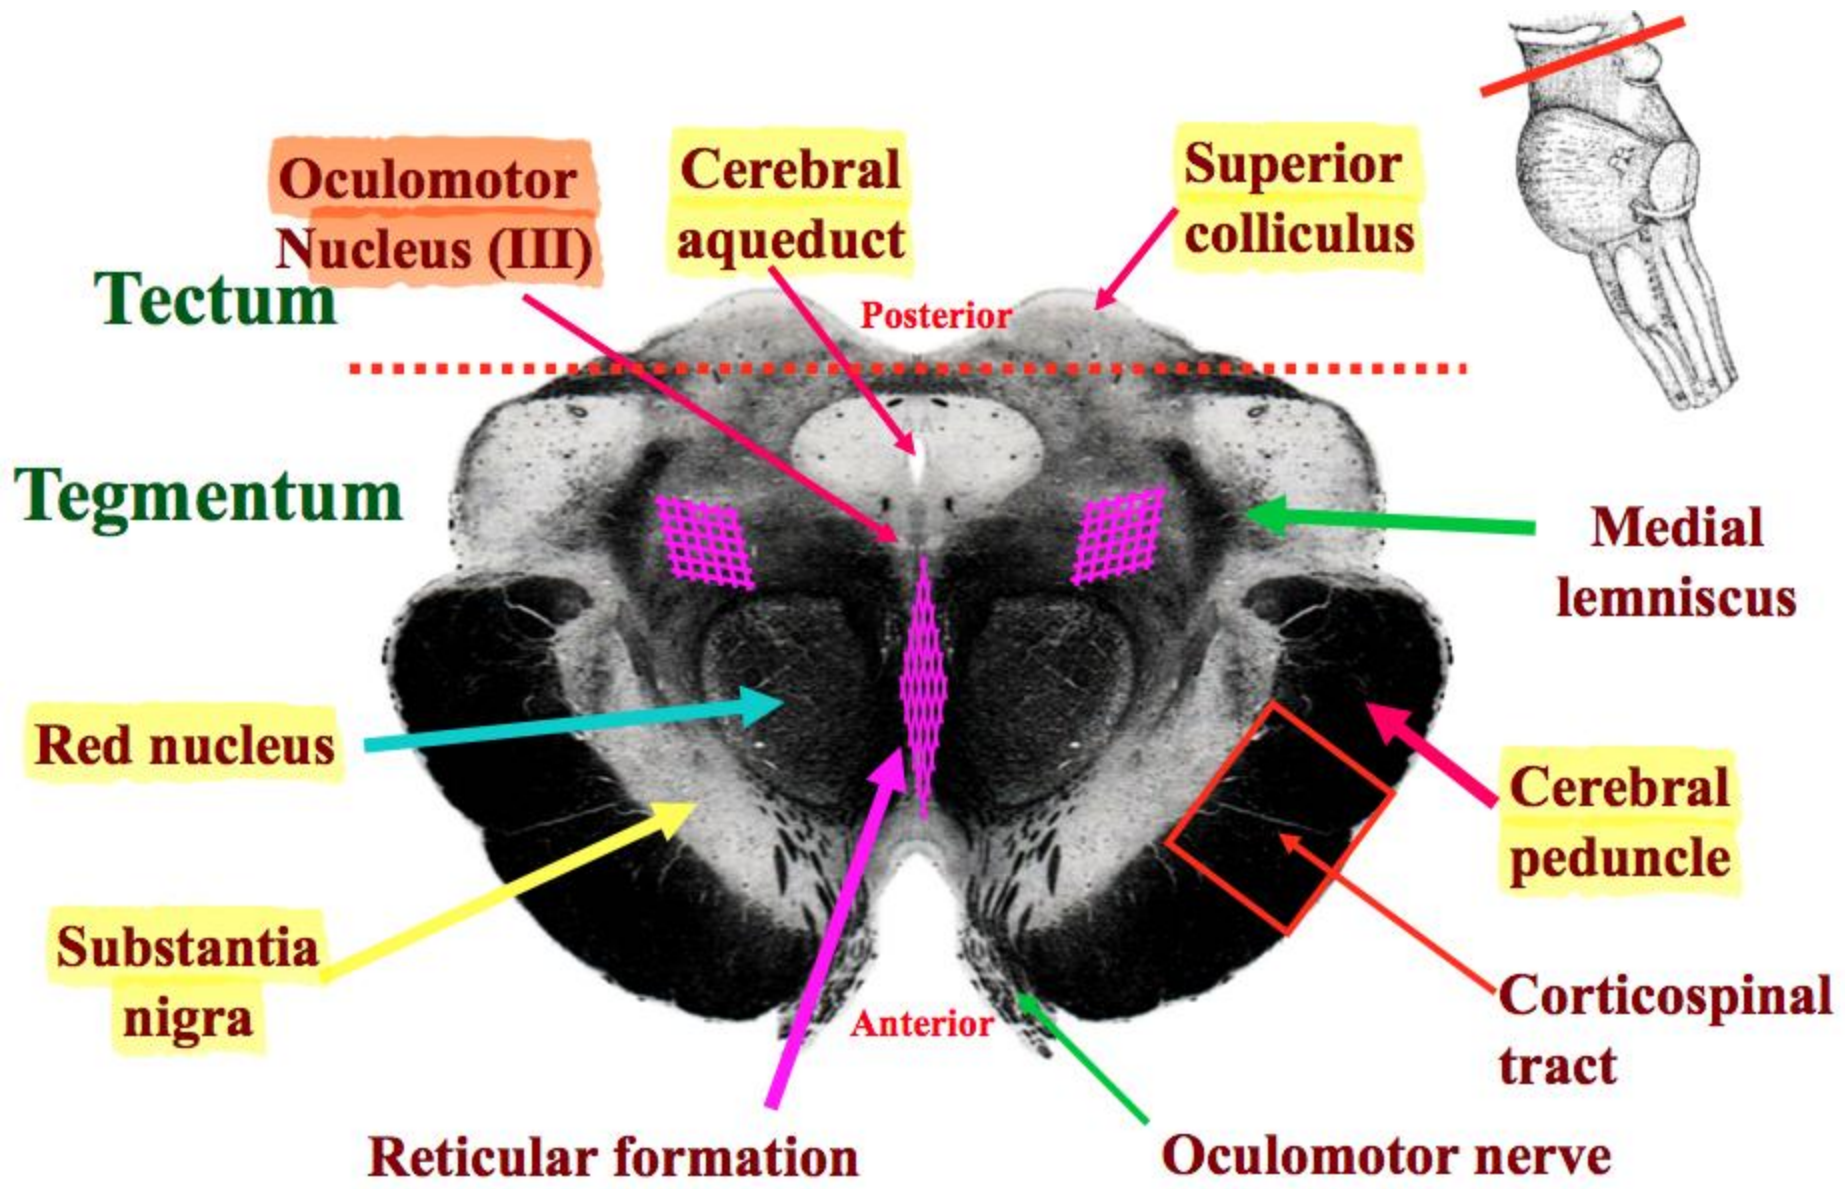 Oculomotor
Nucleus (III)
Cerebral
aqueduct
Superior
colliculus
Tectum
Posterior
Tegmentum
Medial
lemniscus
Red nucleus
Cerebral
peduncle
Substantia
nigra
Anterior
Corticospinal
tract
Reticular formation
Oculomotor nerve